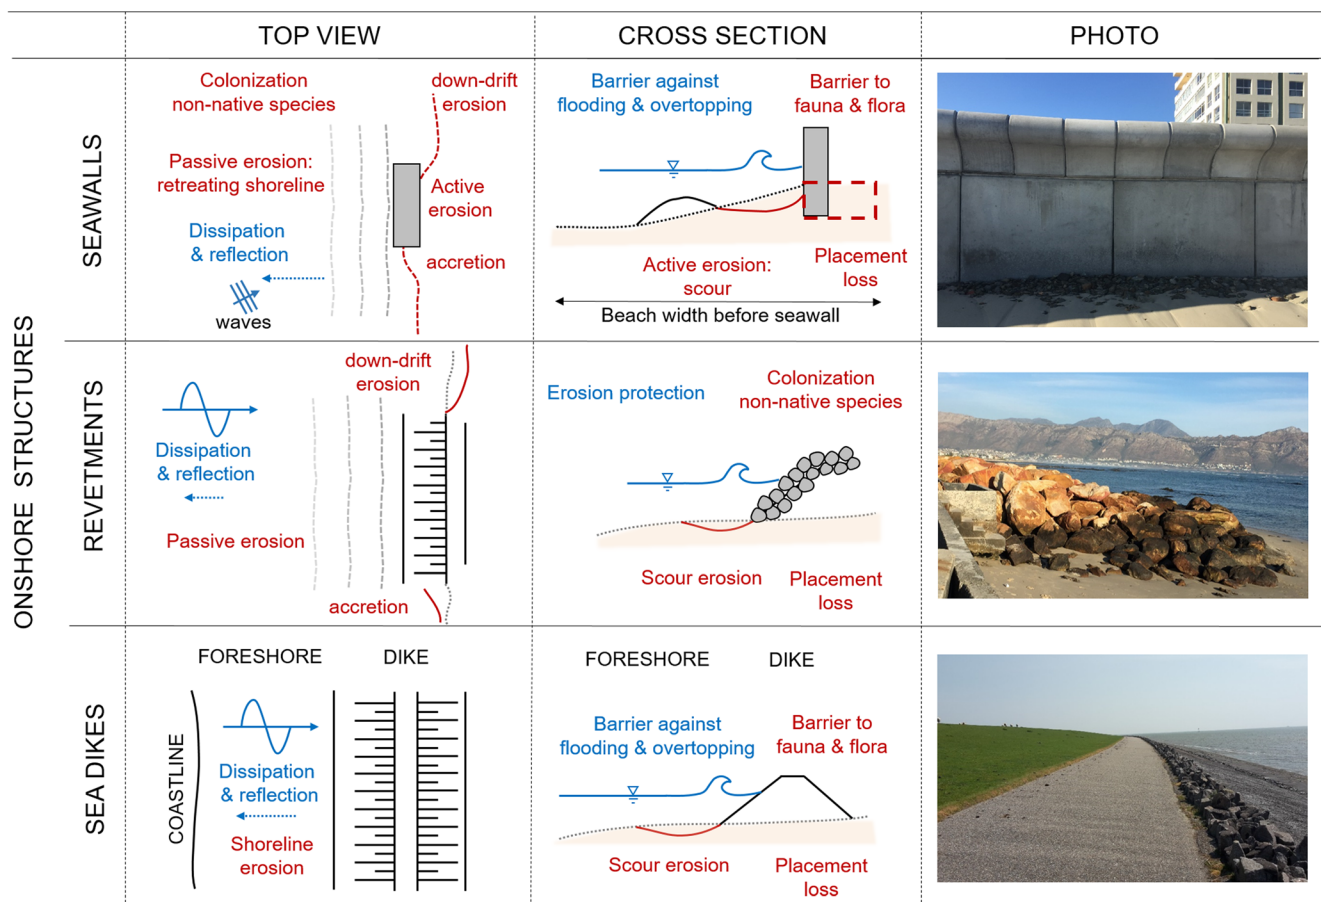 TOP VIEW
CROSS SECTION
PHOTO
ONSHORE STRUCTURES
SEAWALLS
Colonization
non-native species
down-drift
erosion
Passive erosion:
retreating shoreline
Active
erosion
Dissipation
& reflection
accretion
waves
Barrier against
flooding & overtopping
Barrier to
fauna & flora
Active erosion:
scour
Placement
loss
Beach width before seawall
REVETMENTS
down-drift
erosion
Dissipation
& reflection
Passive erosion
accretion
Erosion protection
Colonization
non-native species
Scour erosion
Placement
loss
SEA DIKES
FORESHORE
DIKE
COASTLINE
Dissipation
& reflection
Shoreline
erosion
FORESHORE
DIKE
Barrier against
flooding & overtopping
Barrier to
fauna & flora
Scour erosion
Placement
loss